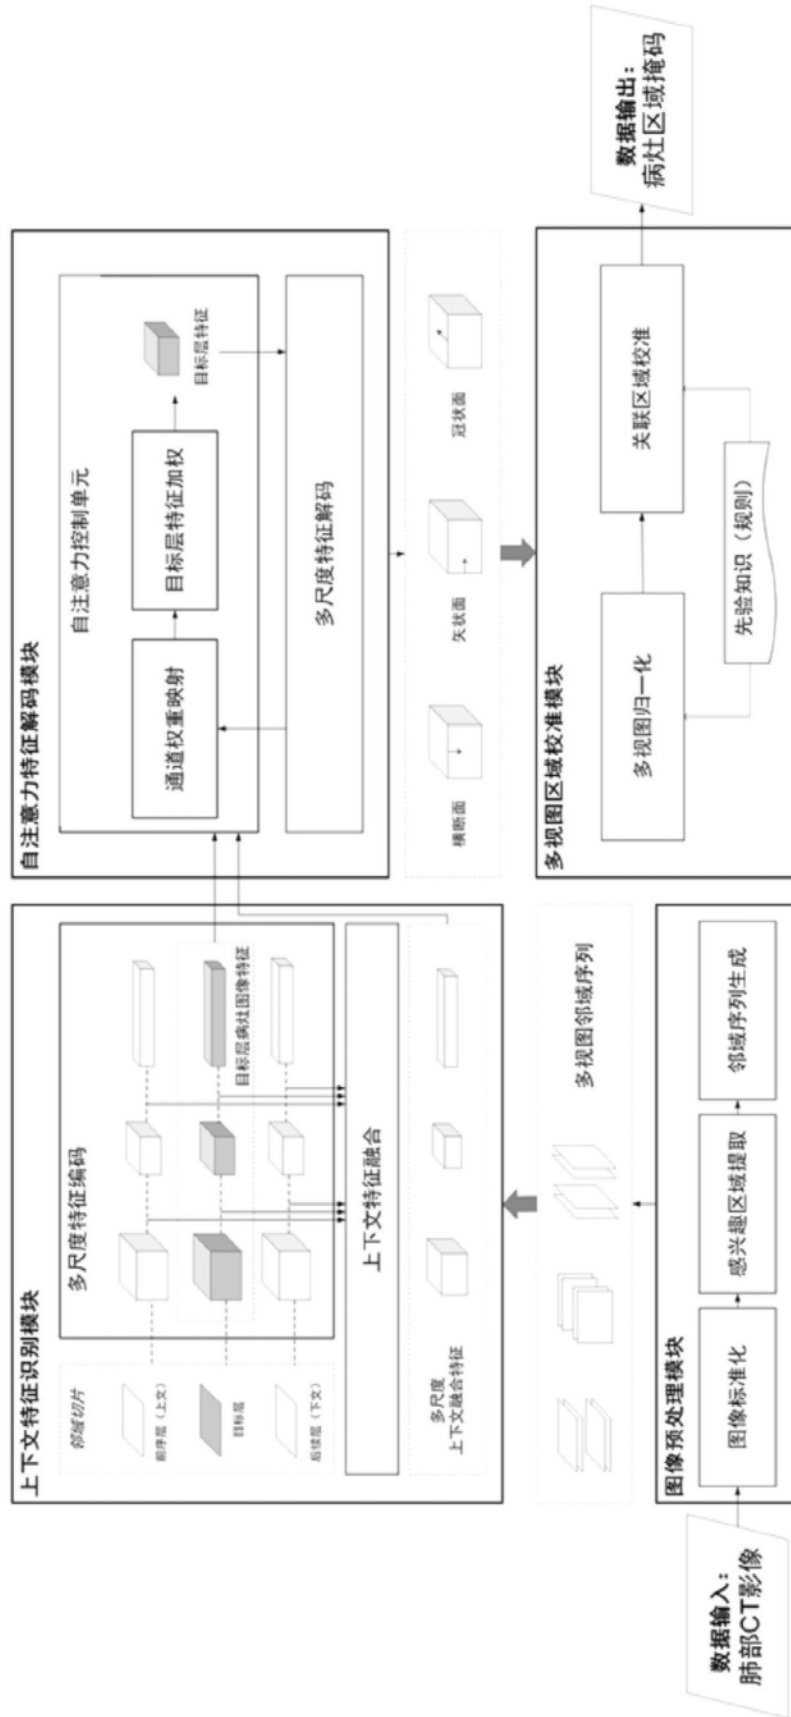 上下文特征识别模块
邻域切片
前序层（上文）
目标层
后续层（下文）
多尺度特征编码
目标层病灶图像特征
上下文特征融合
多尺度
上下文融合特征
自注意力特征解码模块
自注意力控制单元
通道权重映射
目标层特征加权
目标层特征
多尺度特征解码
多视图邻域序列
横断面
矢状面
冠状面
数据输入：
肺部CT影像
图像预处理模块
图像标准化
感兴趣区域提取
邻域序列生成
多视图区域校准模块
多视图归一化
关联区域校准
先验知识（规则）
数据输出：
病灶区域掩码